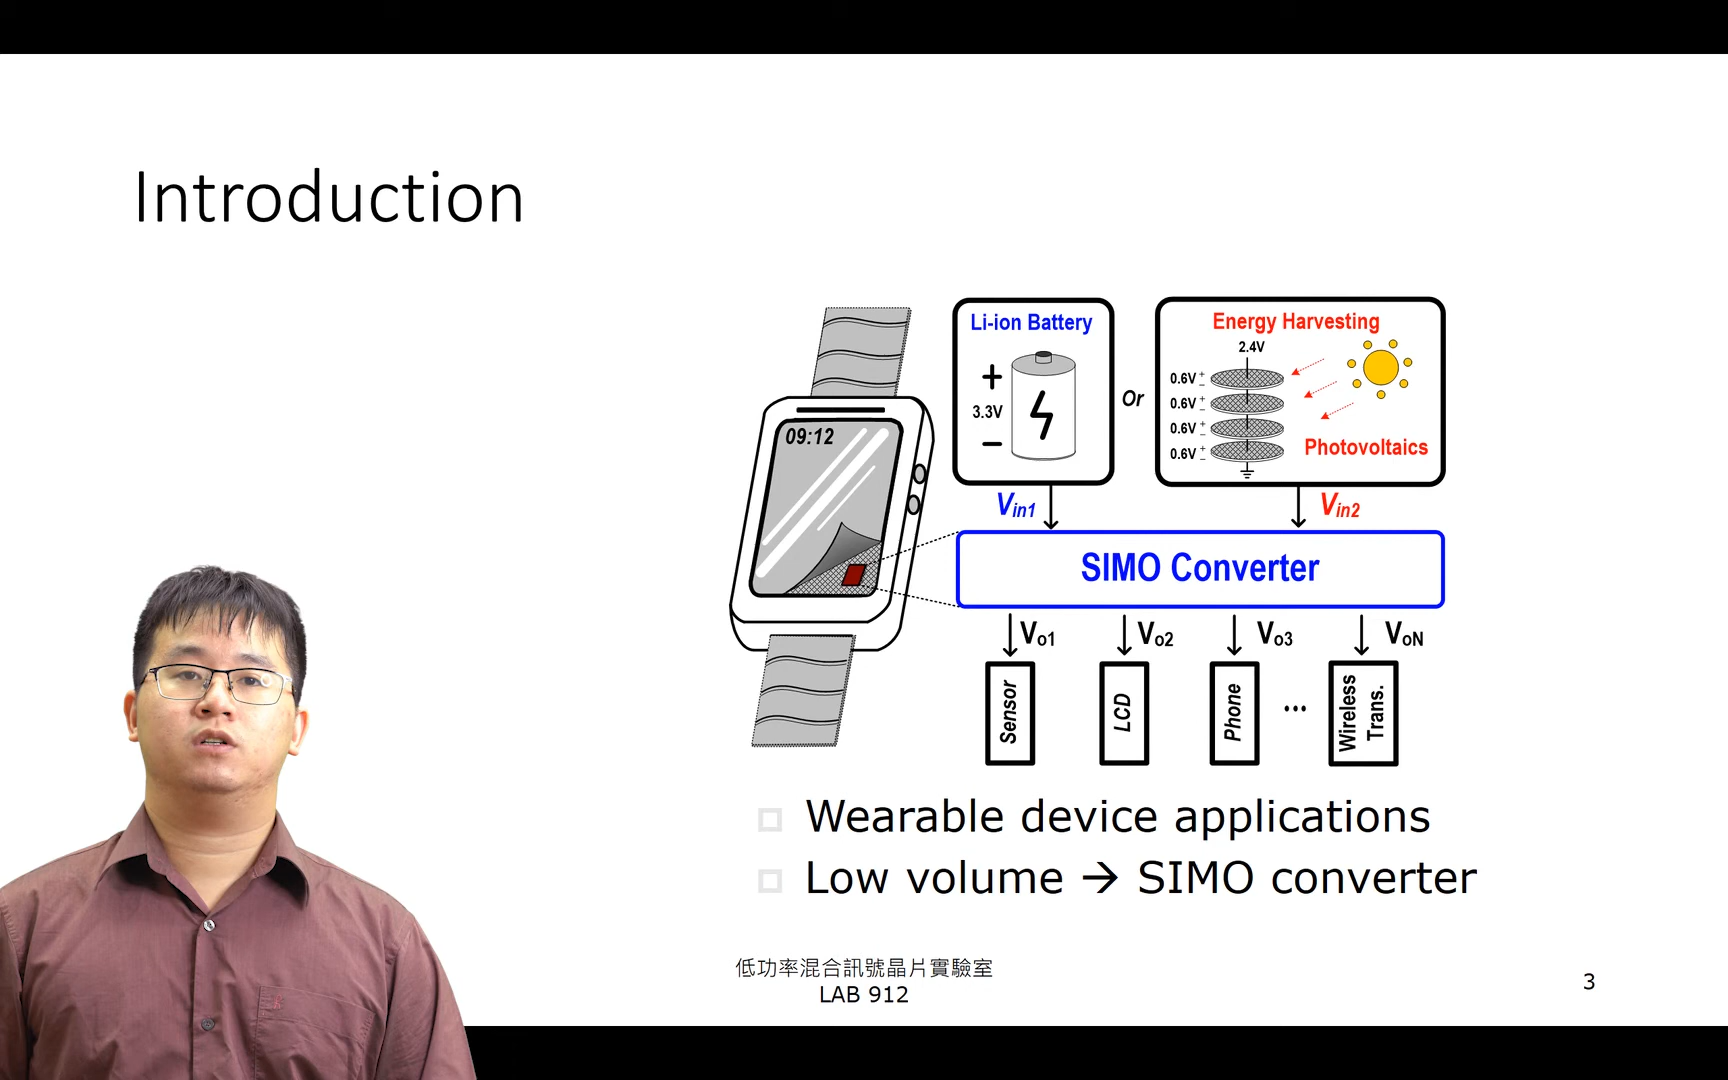 Introduction
Li-ion Battery
+
3.3V
−
Or
Energy Harvesting
2.4V
0.6V + −
0.6V + −
0.6V + −
0.6V + −
Photovoltaics
09:12
Vin1
Vin2
SIMO Converter
Vo1
Vo2
Vo3
VoN
Sensor
LCD
Phone
...
Wireless
Trans.
Wearable device applications
Low volume → SIMO converter
低功率混合訊號晶片實驗室
LAB 912
3